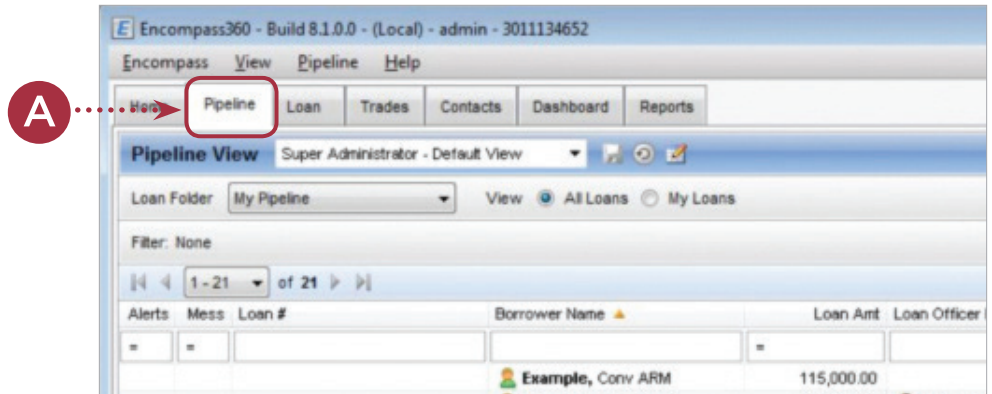 Encompass360 - Build 8.1.0.0 - (Local) - admin - 3011134652
Encompass View Pipeline Help
A
Home Pipeline Loan Trades Contacts Dashboard Reports
Pipeline View Super Administrator - Default View
Loan Folder My Pipeline View All Loans My Loans
Filter: None
1 - 21 of 21
Alerts Mess Loan # Borrower Name Loan Amt Loan Officer
= = =
Example, Conv ARM 115,000.00